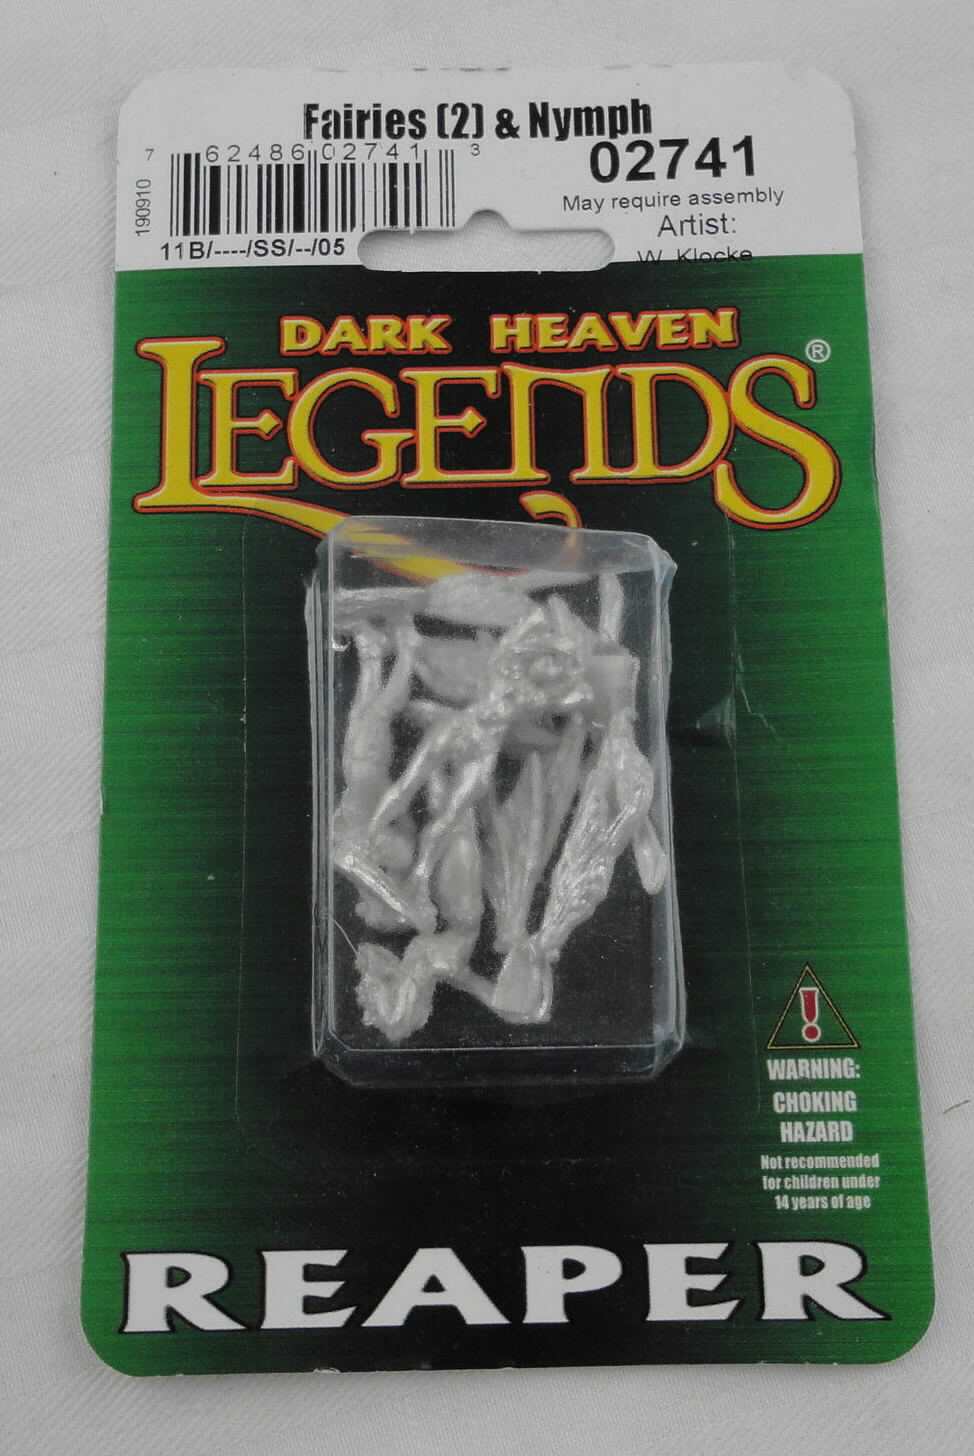 Fairies (2) & Nymph
7 62486 02741 3
02741
190910
May require assembly
Artist:
W. Klocke
11B/----/SS/--/05
DARK HEAVEN
LEGENDS®
!
WARNING:
CHOKING
HAZARD
Not recommended
for children under
14 years of age
REAPER